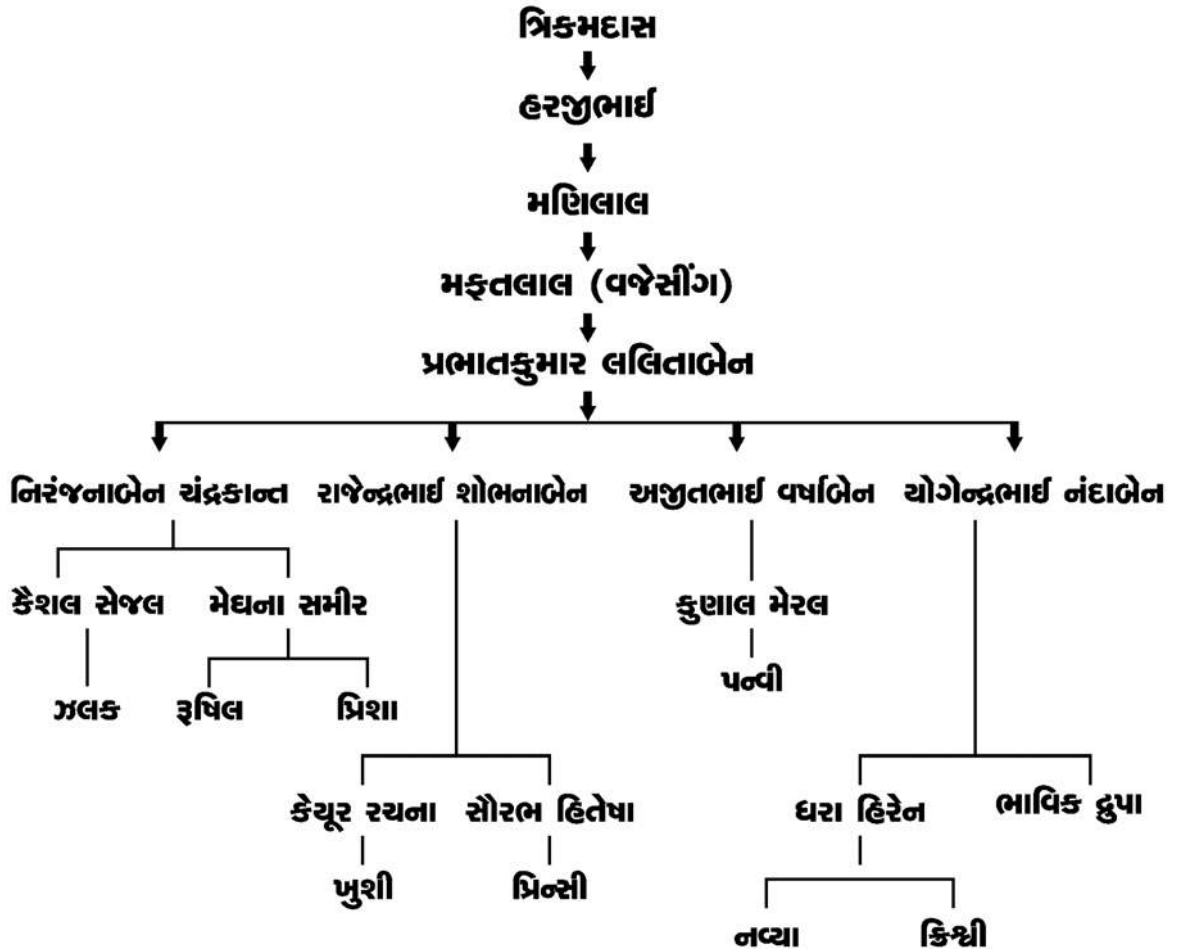 ત્રિકમદાસ
હરજીભાઈ
મણિલાલ
મફતલાલ (વજેસીંગ)
પ્રભાતકુમાર લલિતાબેન
નિરંજનાબેન ચંદ્રકાન્ત રાજેન્દ્રભાઈ શોભનાબેન અજીતભાઈ વર્ષાબેન યોગેન્દ્રભાઈ નંદાબેન
કૈશલ સેજલ મેઘના સમીર કુણાલ મેરલ
પન્વી
ઝલક રૂષિલ પ્રિશા
કેયૂર રચના સૌરભ હિતેષા ધરા હિરેન ભાવિક દ્રુપા
ખુશી પ્રિન્સી
નવ્યા ક્રિશ્વી